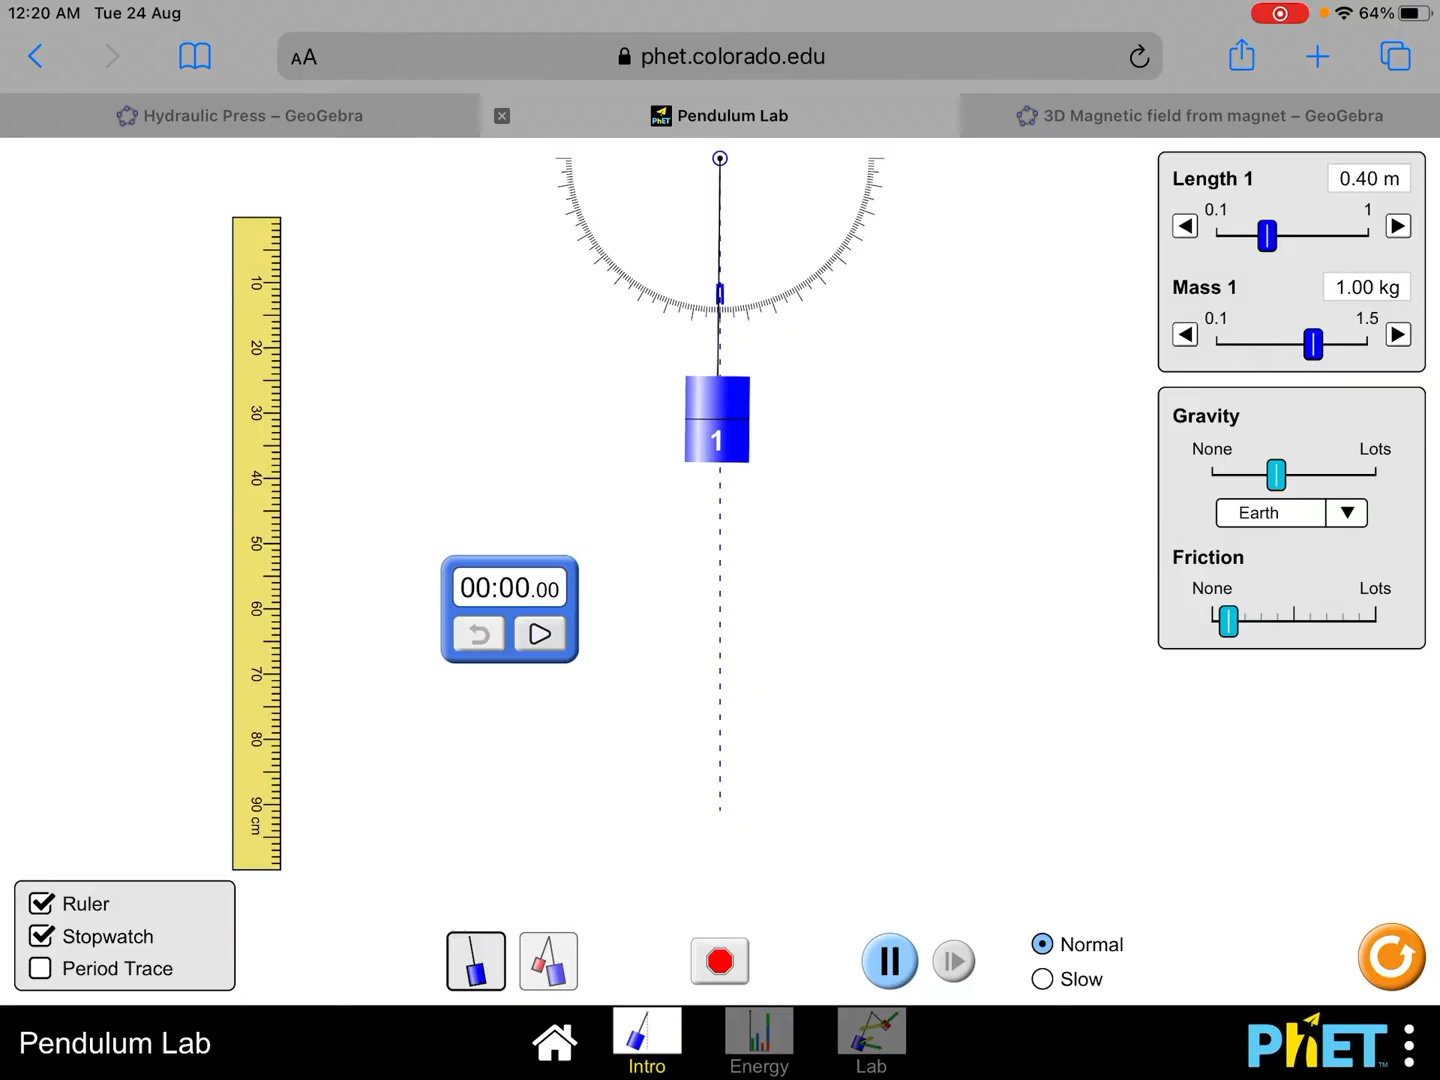 12:20 AM Tue 24 Aug
64%
AA
phet.colorado.edu
Hydraulic Press – GeoGebra
PhET
Pendulum Lab
3D Magnetic field from magnet – GeoGebra
Length 1
0.40 m
0.1
1
Mass 1
1.00 kg
0.1
1.5
Gravity
None
Lots
Earth
Friction
None
Lots
10
20
30
40
50
60
70
80
90 cm
1
00:00.00
Ruler
Stopwatch
Period Trace
Normal
Slow
Pendulum Lab
Intro
Energy
Lab
PhET
TM